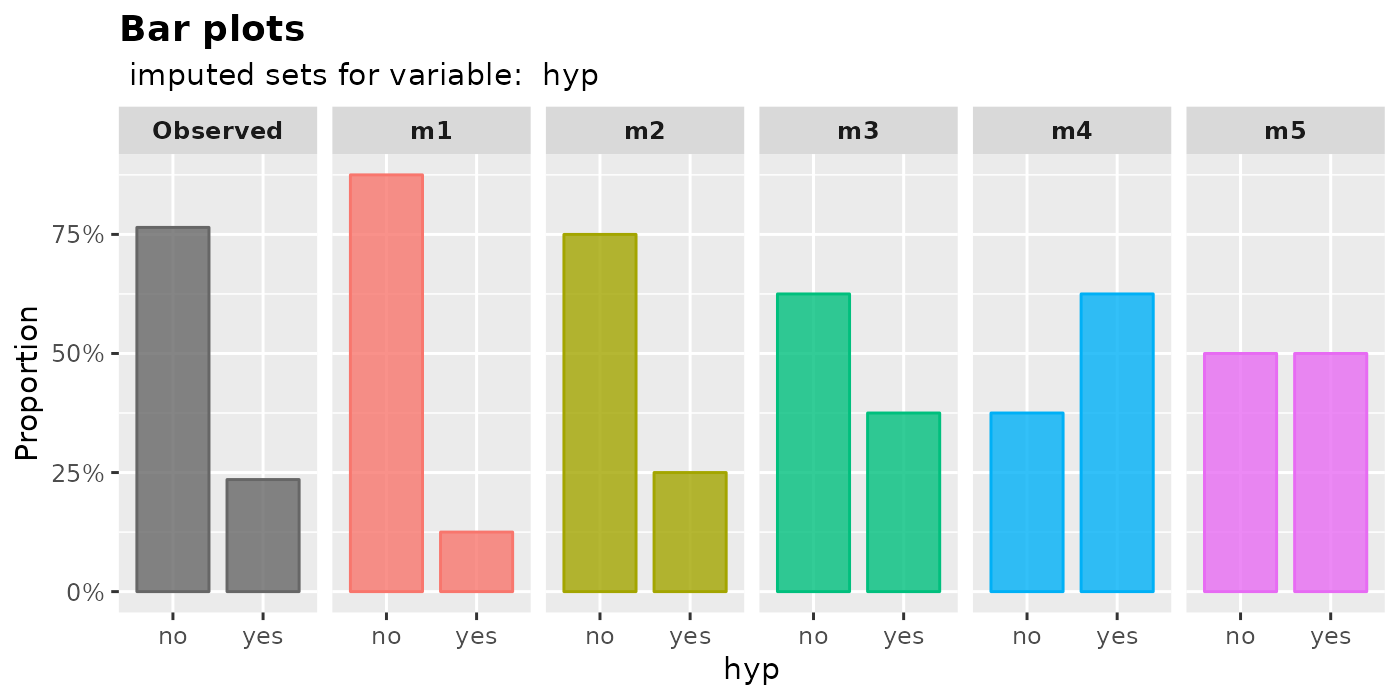 Bar plots
imputed sets for variable:  hyp
Observed m1 m2 m3 m4 m5
Proportion
75%
50%
25%
0%
no yes no yes no yes no yes no yes no yes
hyp